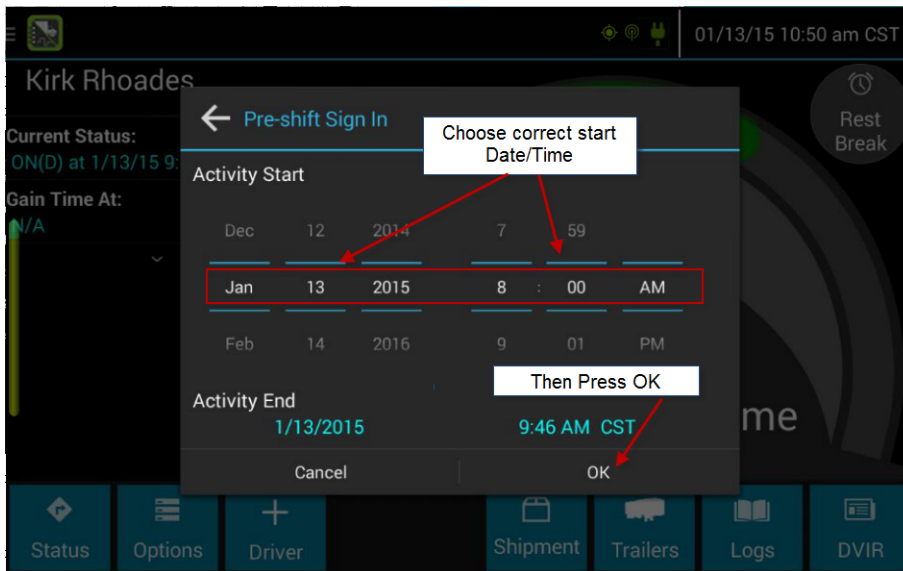 01/13/15 10:50 am CST
Kirk Rhoades
Rest
Break
Current Status:
ON(D) at 1/13/15 9:
Gain Time At:
N/A
Pre-shift Sign In
Choose correct start
Date/Time
Activity Start
Dec 12 2014 7 59
Jan 13 2015 8 : 00 AM
Feb 14 2016 9 01 PM
Then Press OK
Activity End
1/13/2015 9:46 AM CST
me
Cancel OK
Status Options Driver Shipment Trailers Logs DVIR